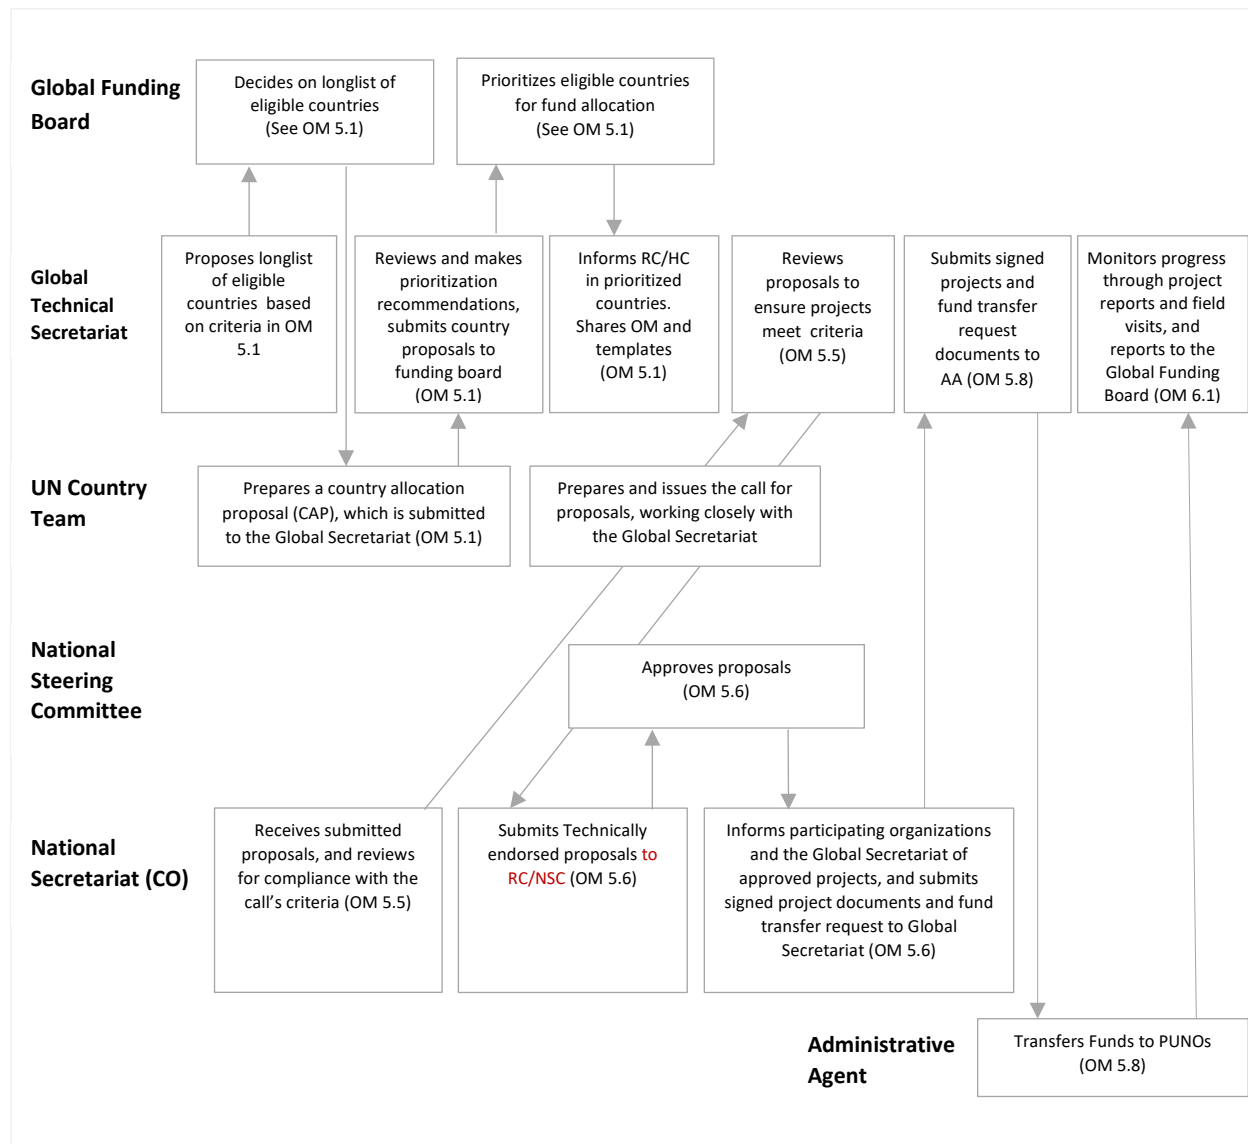 Global Funding
Board
Decides on longlist of
eligible countries
(See OM 5.1)
Prioritizes eligible countries
for fund allocation
(See OM 5.1)
Global
Technical
Secretariat
Proposes longlist
of eligible
countries based
on criteria in OM
5.1
Reviews and makes
prioritization
recommendations,
submits country
proposals to
funding board
(OM 5.1)
Informs RC/HC
in prioritized
countries.
Shares OM and
templates
(OM 5.1)
Reviews
proposals to
ensure projects
meet criteria
(OM 5.5)
Submits signed
projects and
fund transfer
request
documents to
AA (OM 5.8)
Monitors progress
through project
reports and field
visits, and
reports to the
Global Funding
Board (OM 6.1)
UN Country
Team
Prepares a country allocation
proposal (CAP), which is submitted
to the Global Secretariat (OM 5.1)
Prepares and issues the call for
proposals, working closely with
the Global Secretariat
National
Steering
Committee
Approves proposals
(OM 5.6)
National
Secretariat (CO)
Receives submitted
proposals, and reviews
for compliance with the
call’s criteria (OM 5.5)
Submits Technically
endorsed proposals to
RC/NSC (OM 5.6)
Informs participating organizations
and the Global Secretariat of
approved projects, and submits
signed project documents and fund
transfer request to Global
Secretariat (OM 5.6)
Administrative
Agent
Transfers Funds to PUNOs
(OM 5.8)